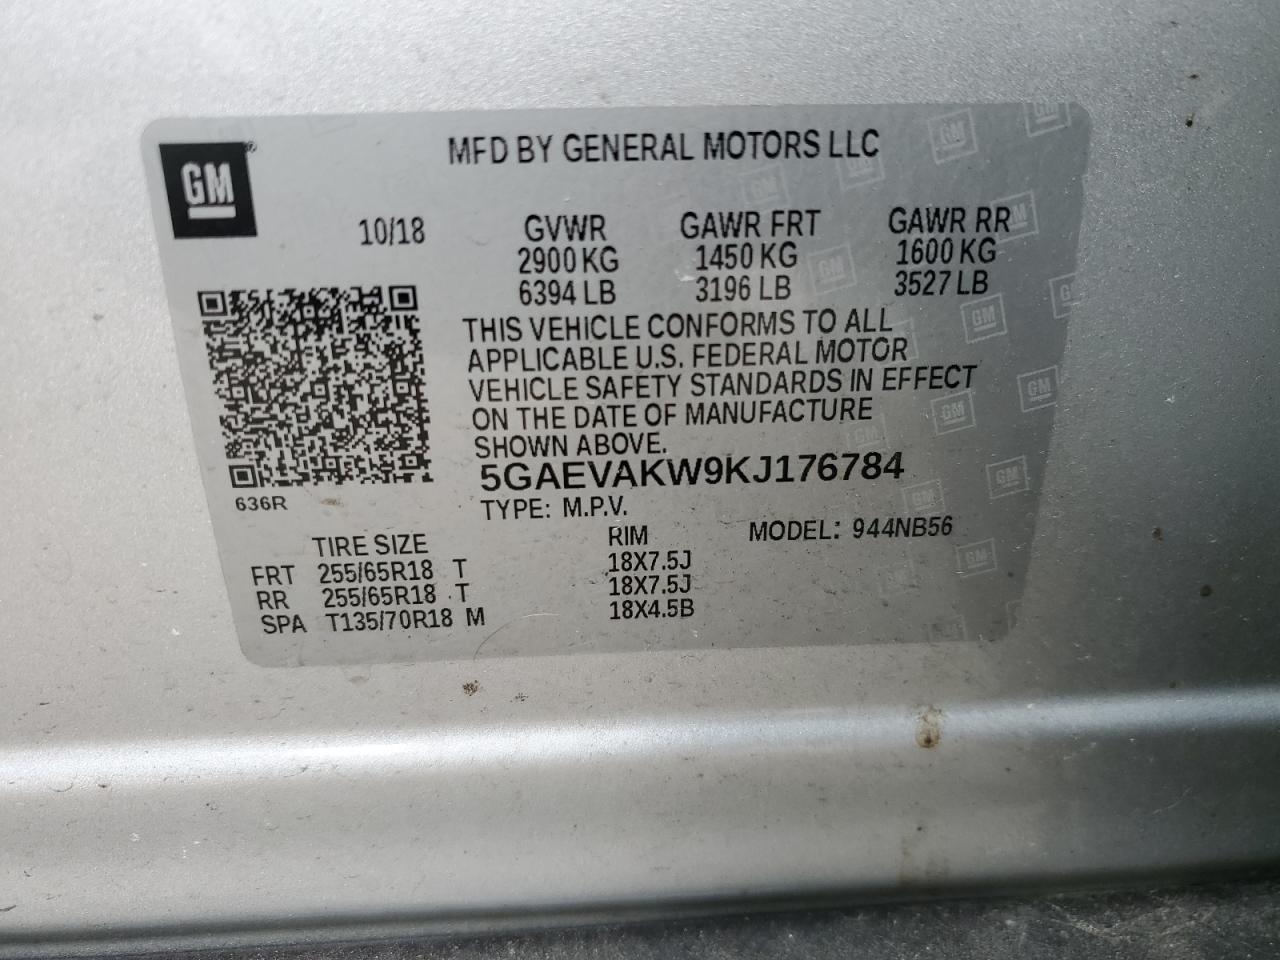 GM
MFD BY GENERAL MOTORS LLC
10/18 GVWR GAWR FRT GAWR RR
2900 KG 1450 KG 1600 KG
6394 LB 3196 LB 3527 LB
THIS VEHICLE CONFORMS TO ALL
APPLICABLE U.S. FEDERAL MOTOR
VEHICLE SAFETY STANDARDS IN EFFECT
ON THE DATE OF MANUFACTURE
SHOWN ABOVE.
5GAEVAKW9KJ176784
636R
TYPE: M.P.V.
TIRE SIZE RIM MODEL: 944NB56
FRT 255/65R18 T 18X7.5J
RR 255/65R18 T 18X7.5J
SPA T135/70R18 M 18X4.5B